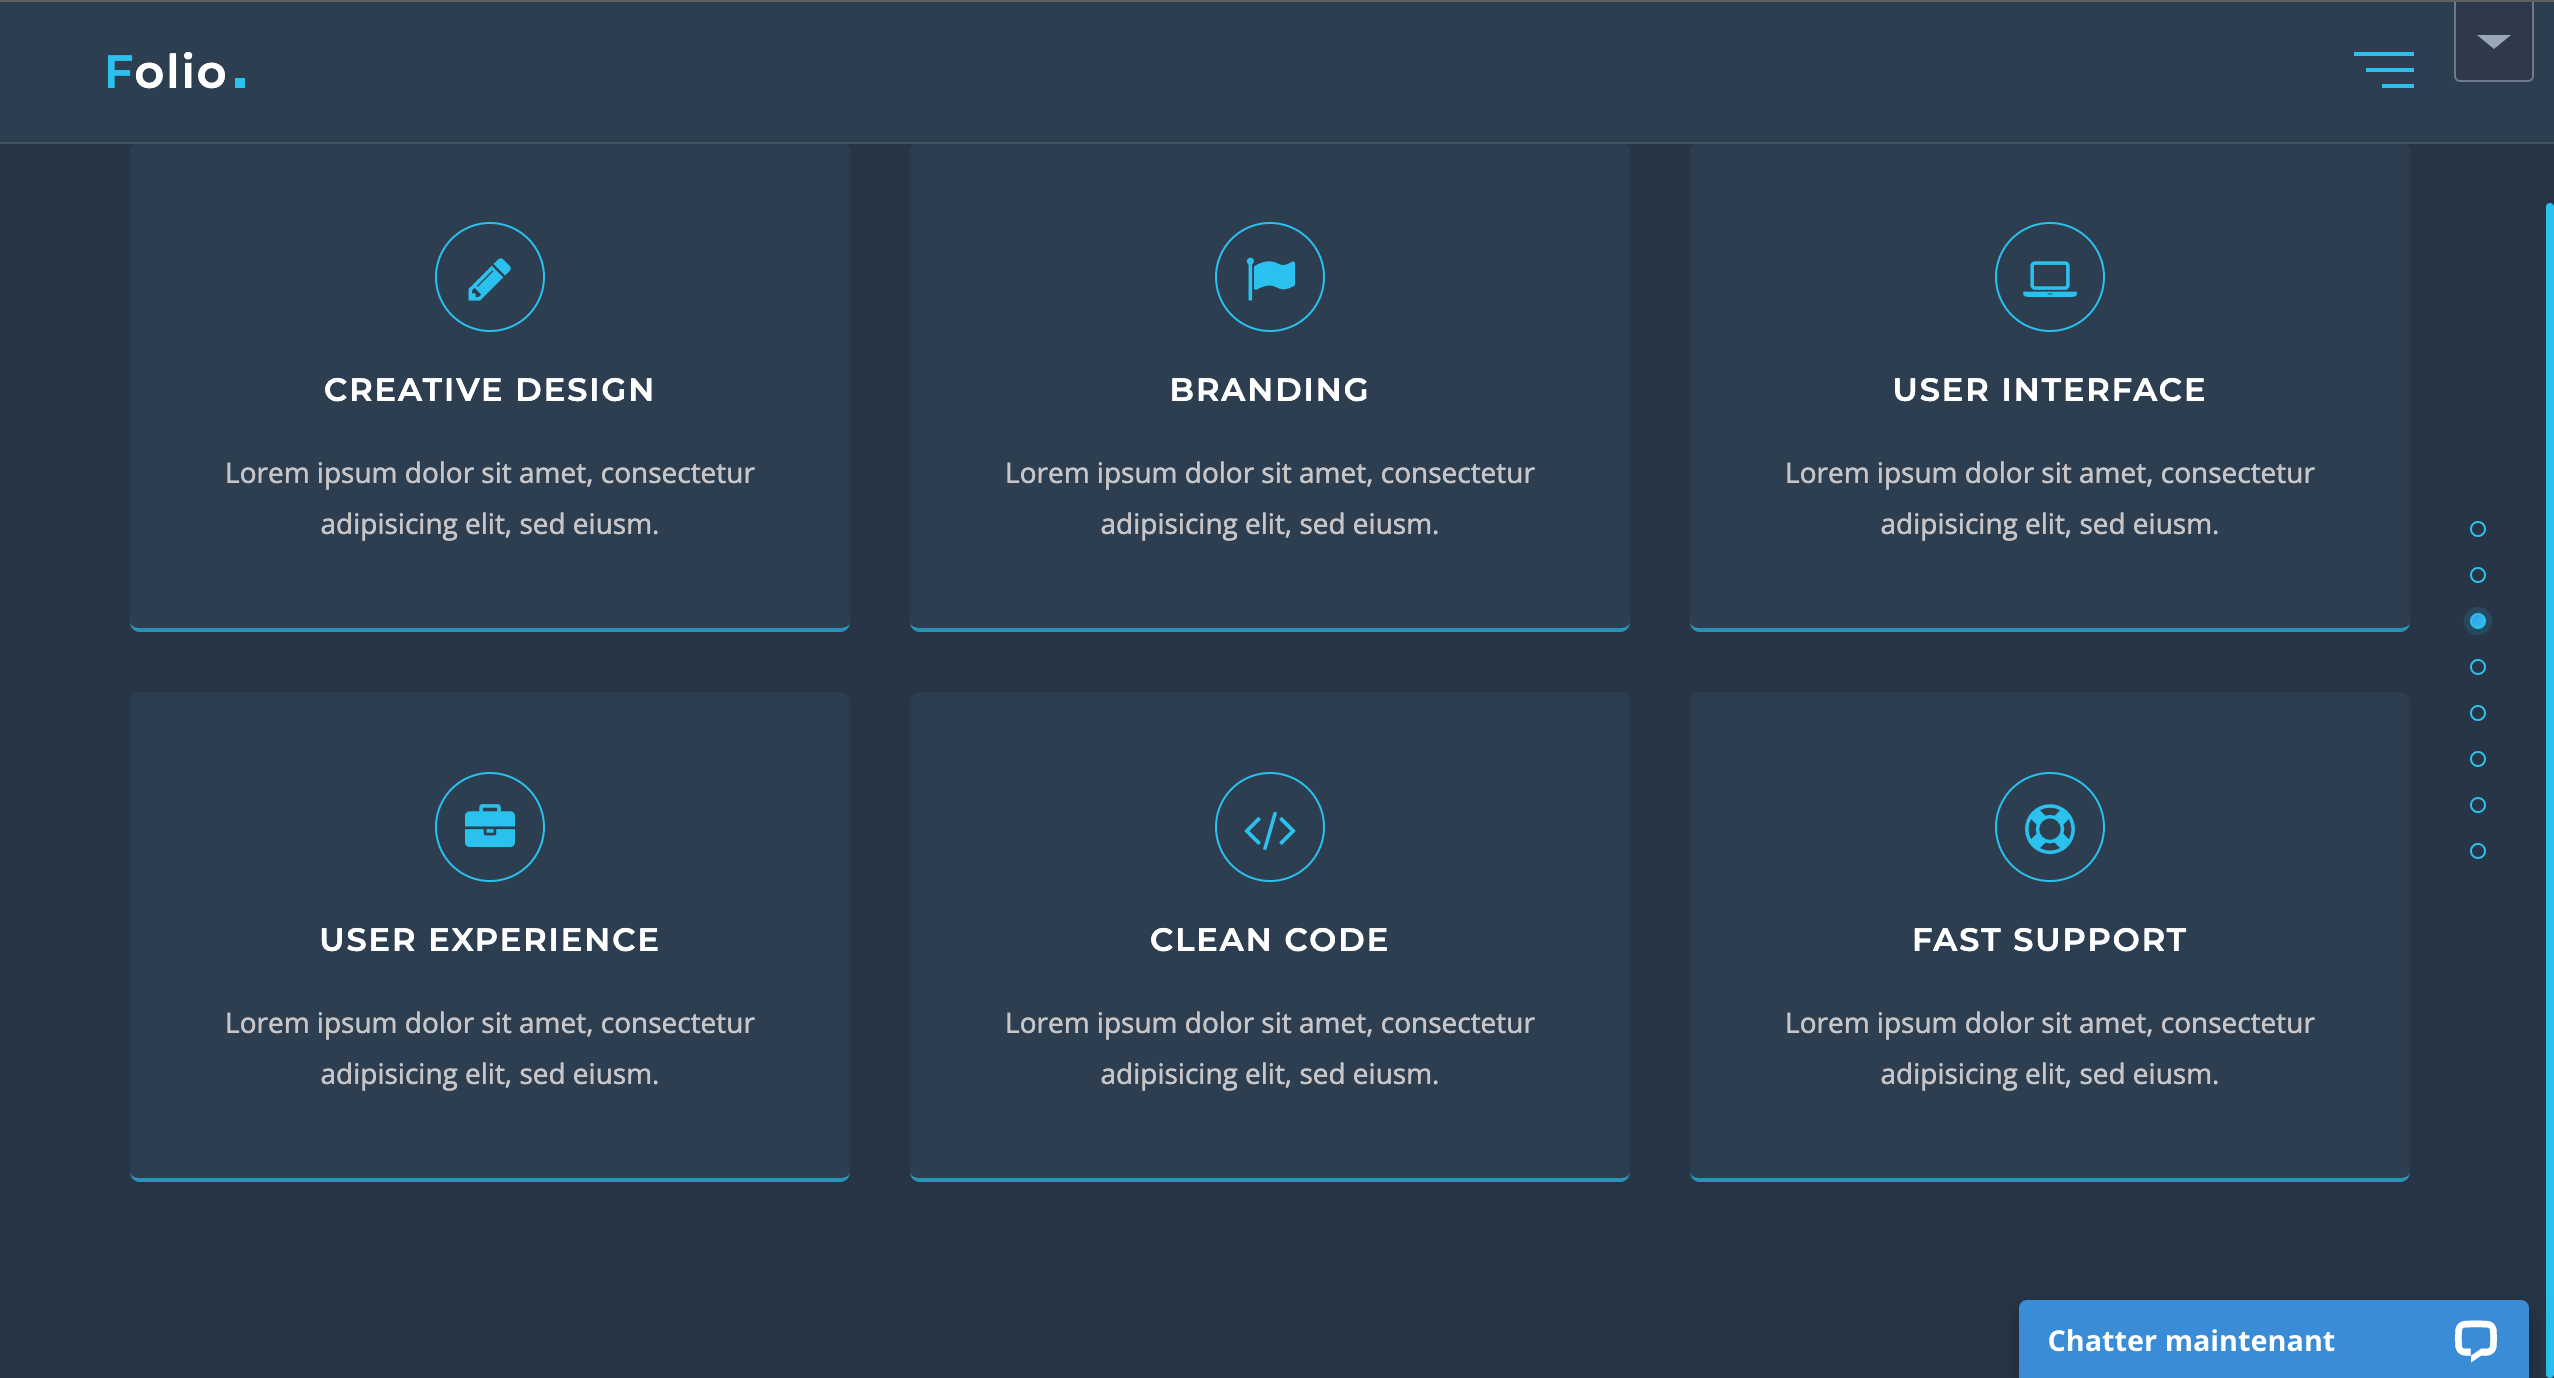 Folio.
CREATIVE DESIGN
Lorem ipsum dolor sit amet, consectetur
adipisicing elit, sed eiusm.
BRANDING
Lorem ipsum dolor sit amet, consectetur
adipisicing elit, sed eiusm.
USER INTERFACE
Lorem ipsum dolor sit amet, consectetur
adipisicing elit, sed eiusm.
USER EXPERIENCE
Lorem ipsum dolor sit amet, consectetur
adipisicing elit, sed eiusm.
CLEAN CODE
Lorem ipsum dolor sit amet, consectetur
adipisicing elit, sed eiusm.
FAST SUPPORT
Lorem ipsum dolor sit amet, consectetur
adipisicing elit, sed eiusm.
Chatter maintenant